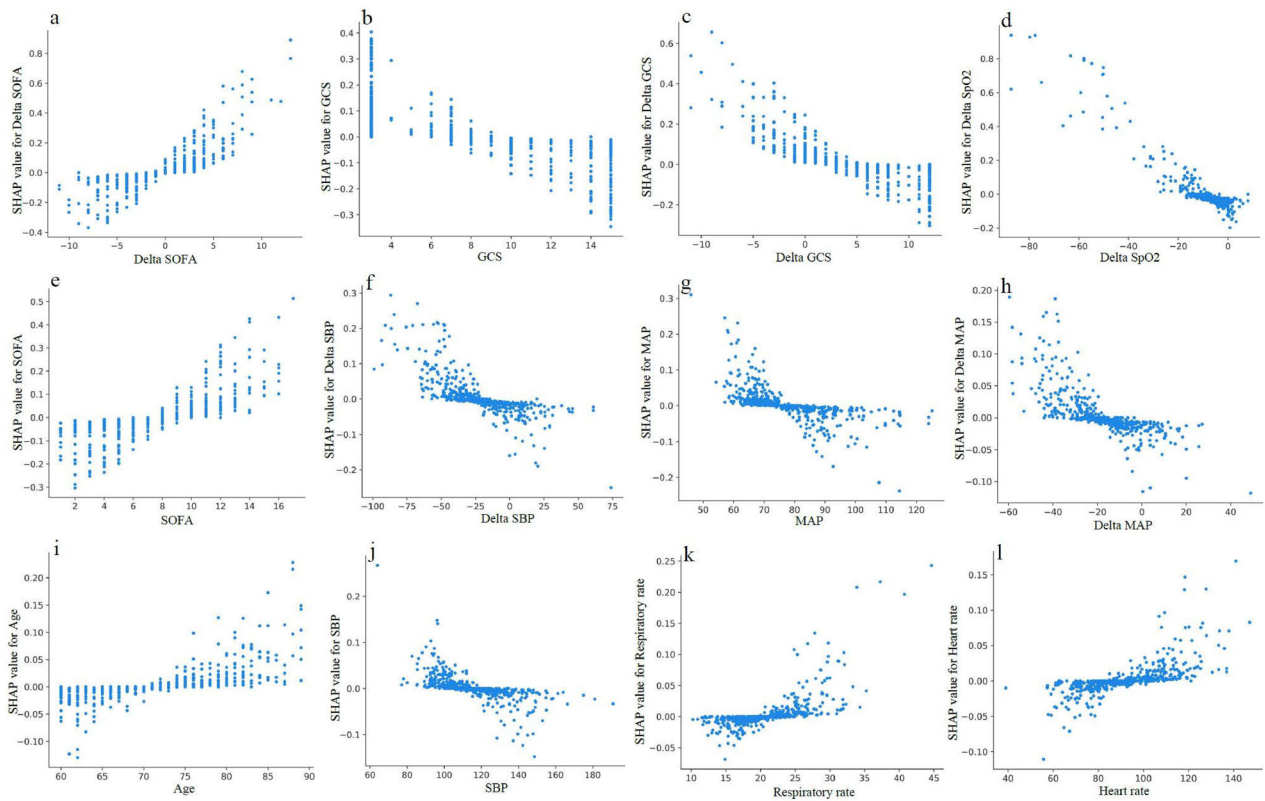 a
SHAP value for Delta SOFA
0.8
0.6
0.4
0.2
0.0
−0.2
−0.4
−10 −5 0 5 10
Delta SOFA
b
SHAP value for GCS
0.4
0.3
0.2
0.1
0.0
−0.1
−0.2
−0.3
4 6 8 10 12 14
GCS
c
SHAP value for Delta GCS
0.6
0.4
0.2
0.0
−0.2
−10 −5 0 5 10
Delta GCS
d
SHAP value for Delta SpO2
1.0
0.8
0.6
0.4
0.2
0.0
−0.2
−80 −60 −40 −20 0
Delta SpO2
e
SHAP value for SOFA
0.5
0.4
0.3
0.2
0.1
0.0
−0.1
−0.2
−0.3
2 4 6 8 10 12 14 16
SOFA
f
SHAP value for Delta SBP
0.3
0.2
0.1
0.0
−0.1
−0.2
−100 −75 −50 −25 0 25 50 75
Delta SBP
g
SHAP value for MAP
0.3
0.2
0.1
0.0
−0.1
−0.2
50 60 70 80 90 100 110 120
MAP
h
SHAP value for Delta MAP
0.20
0.15
0.10
0.05
0.00
−0.05
−0.10
−60 −40 −20 0 20 40
Delta MAP
i
SHAP value for Age
0.20
0.15
0.10
0.05
0.00
−0.05
−0.10
60 65 70 75 80 85 90
Age
j
SHAP value for SBP
0.3
0.2
0.1
0.0
−0.1
60 80 100 120 140 160 180
SBP
k
SHAP value for Respiratory rate
0.25
0.20
0.15
0.10
0.05
0.00
−0.05
10 15 20 25 30 35 40 45
Respiratory rate
l
SHAP value for Heart rate
0.15
0.10
0.05
0.00
−0.05
−0.10
40 60 80 100 120 140
Heart rate